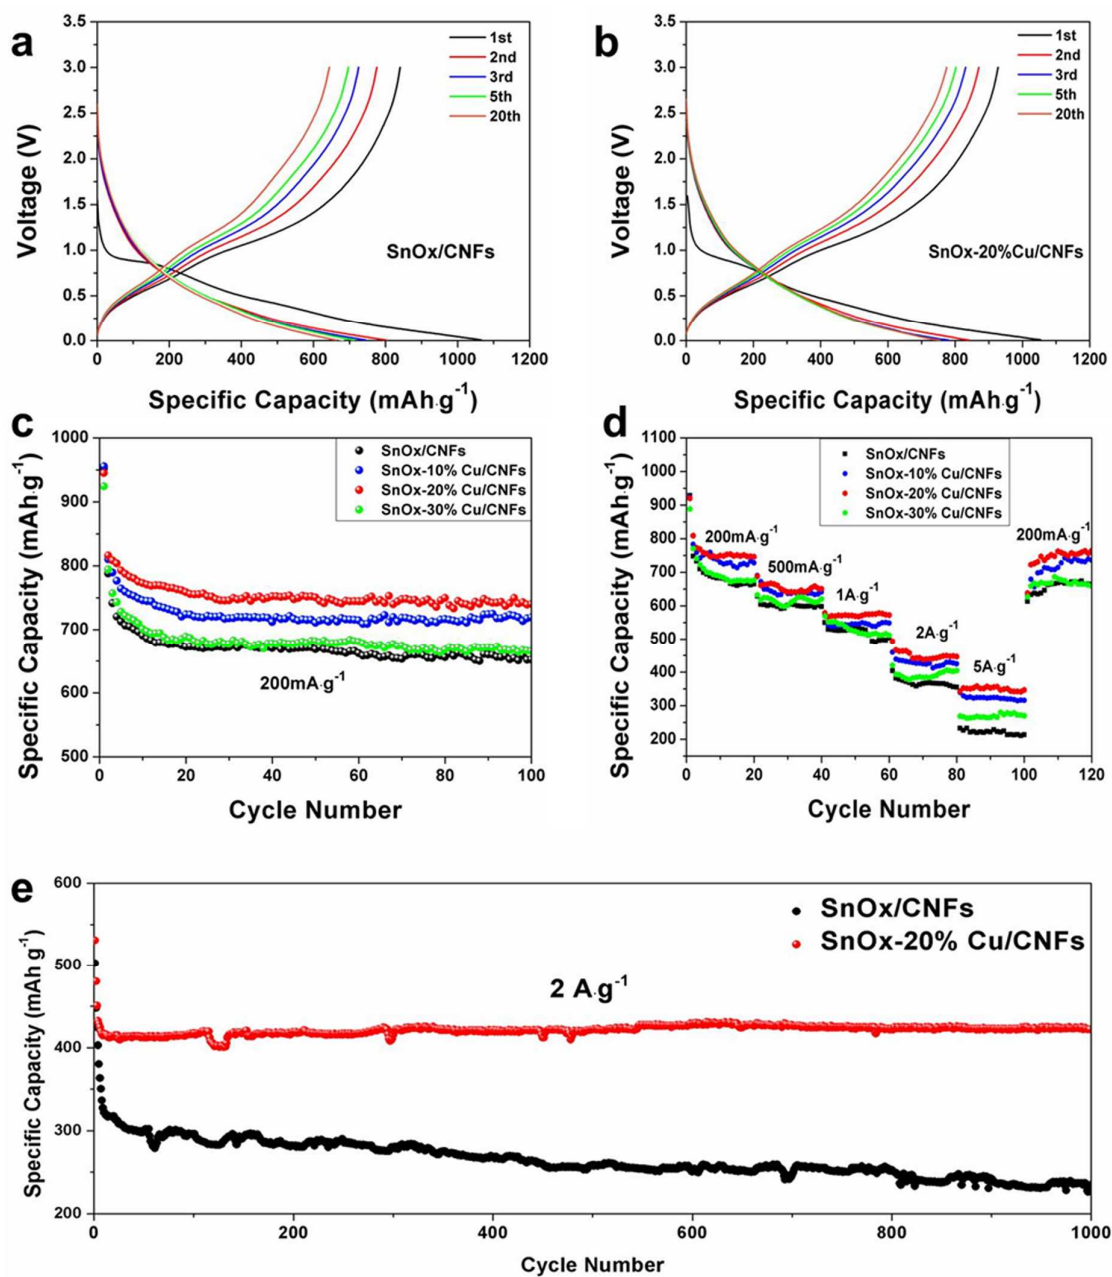 a
3.5
3.0
2.5
2.0
1.5
1.0
0.5
0.0
Voltage (V)
1st
2nd
3rd
5th
20th
SnOx/CNFs
0 200 400 600 800 1000 1200
Specific Capacity (mAh·g⁻¹)
b
3.5
3.0
2.5
2.0
1.5
1.0
0.5
0.0
Voltage (V)
1st
2nd
3rd
5th
20th
SnOx-20%Cu/CNFs
0 200 400 600 800 1000 1200
Specific Capacity (mAh·g⁻¹)
c
1000
900
800
700
600
500
Specific Capacity (mAh·g⁻¹)
SnOx/CNFs
SnOx-10% Cu/CNFs
SnOx-20% Cu/CNFs
SnOx-30% Cu/CNFs
200mA·g⁻¹
0 20 40 60 80 100
Cycle Number
d
1100
1000
900
800
700
600
500
400
300
200
Specific Capacity (mAh·g⁻¹)
SnOx/CNFs
SnOx-10% Cu/CNFs
SnOx-20% Cu/CNFs
SnOx-30% Cu/CNFs
200mA·g⁻¹
500mA·g⁻¹
1A·g⁻¹
2A·g⁻¹
5A·g⁻¹
200mA·g⁻¹
0 20 40 60 80 100 120
Cycle Number
e
600
500
400
300
200
Specific Capacity (mAh g⁻¹)
SnOx/CNFs
SnOx-20% Cu/CNFs
2 A·g⁻¹
0 200 400 600 800 1000
Cycle Number